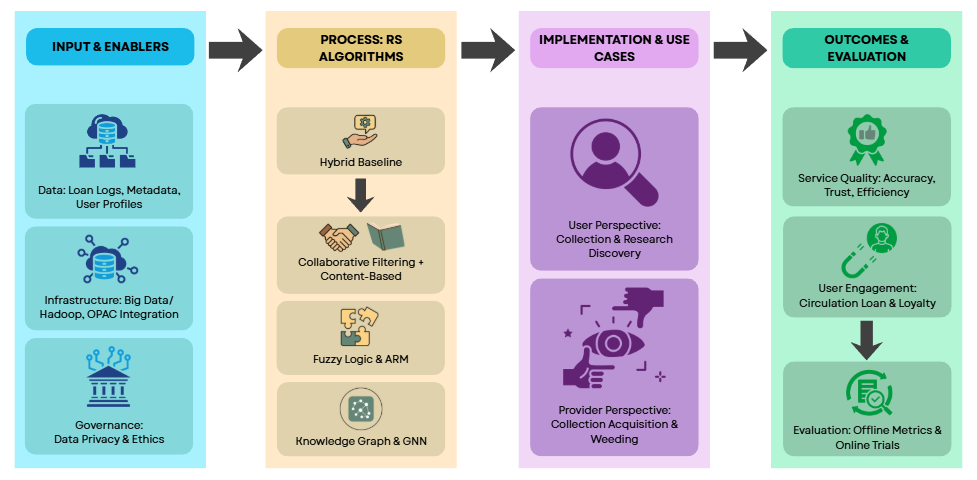 INPUT & ENABLERS
Data: Loan Logs, Metadata,
User Profiles
Infrastructure: Big Data/
Hadoop, OPAC Integration
Governance:
Data Privacy & Ethics
PROCESS: RS
ALGORITHMS
Hybrid Baseline
Collaborative Filtering +
Content-Based
Fuzzy Logic & ARM
Knowledge Graph & GNN
IMPLEMENTATION & USE
CASES
User Perspective:
Collection & Research
Discovery
Provider Perspective:
Collection Acquisition &
Weeding
OUTCOMES &
EVALUATION
Service Quality: Accuracy,
Trust, Efficiency
User Engagement:
Circulation Loan & Loyalty
Evaluation: Offline Metrics &
Online Trials